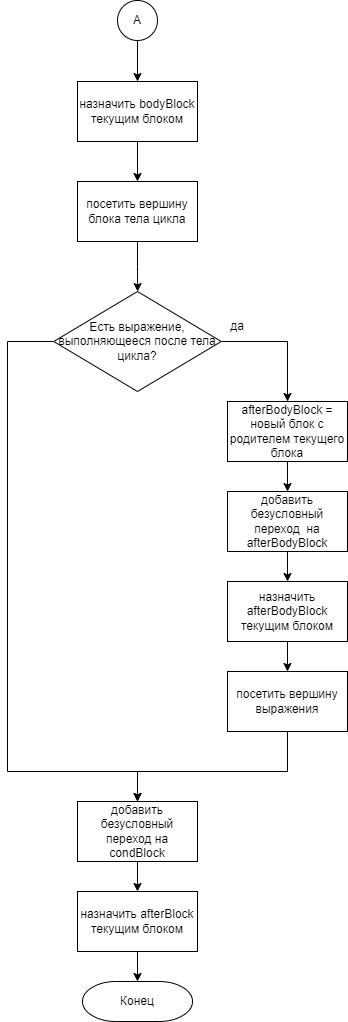 A
назначить bodyBlock
текущим блоком
посетить вершину
блока тела цикла
Есть выражение,
выполняющееся после тела
цикла?
да
afterBodyBlock =
новый блок с
родителем текущего
блока
добавить
безусловный
переход на
afterBodyBlock
назначить
afterBodyBlock
текущим блоком
посетить вершину
выражения
добавить
безусловный
переход на
condBlock
назначить afterBlock
текущим блоком
Конец